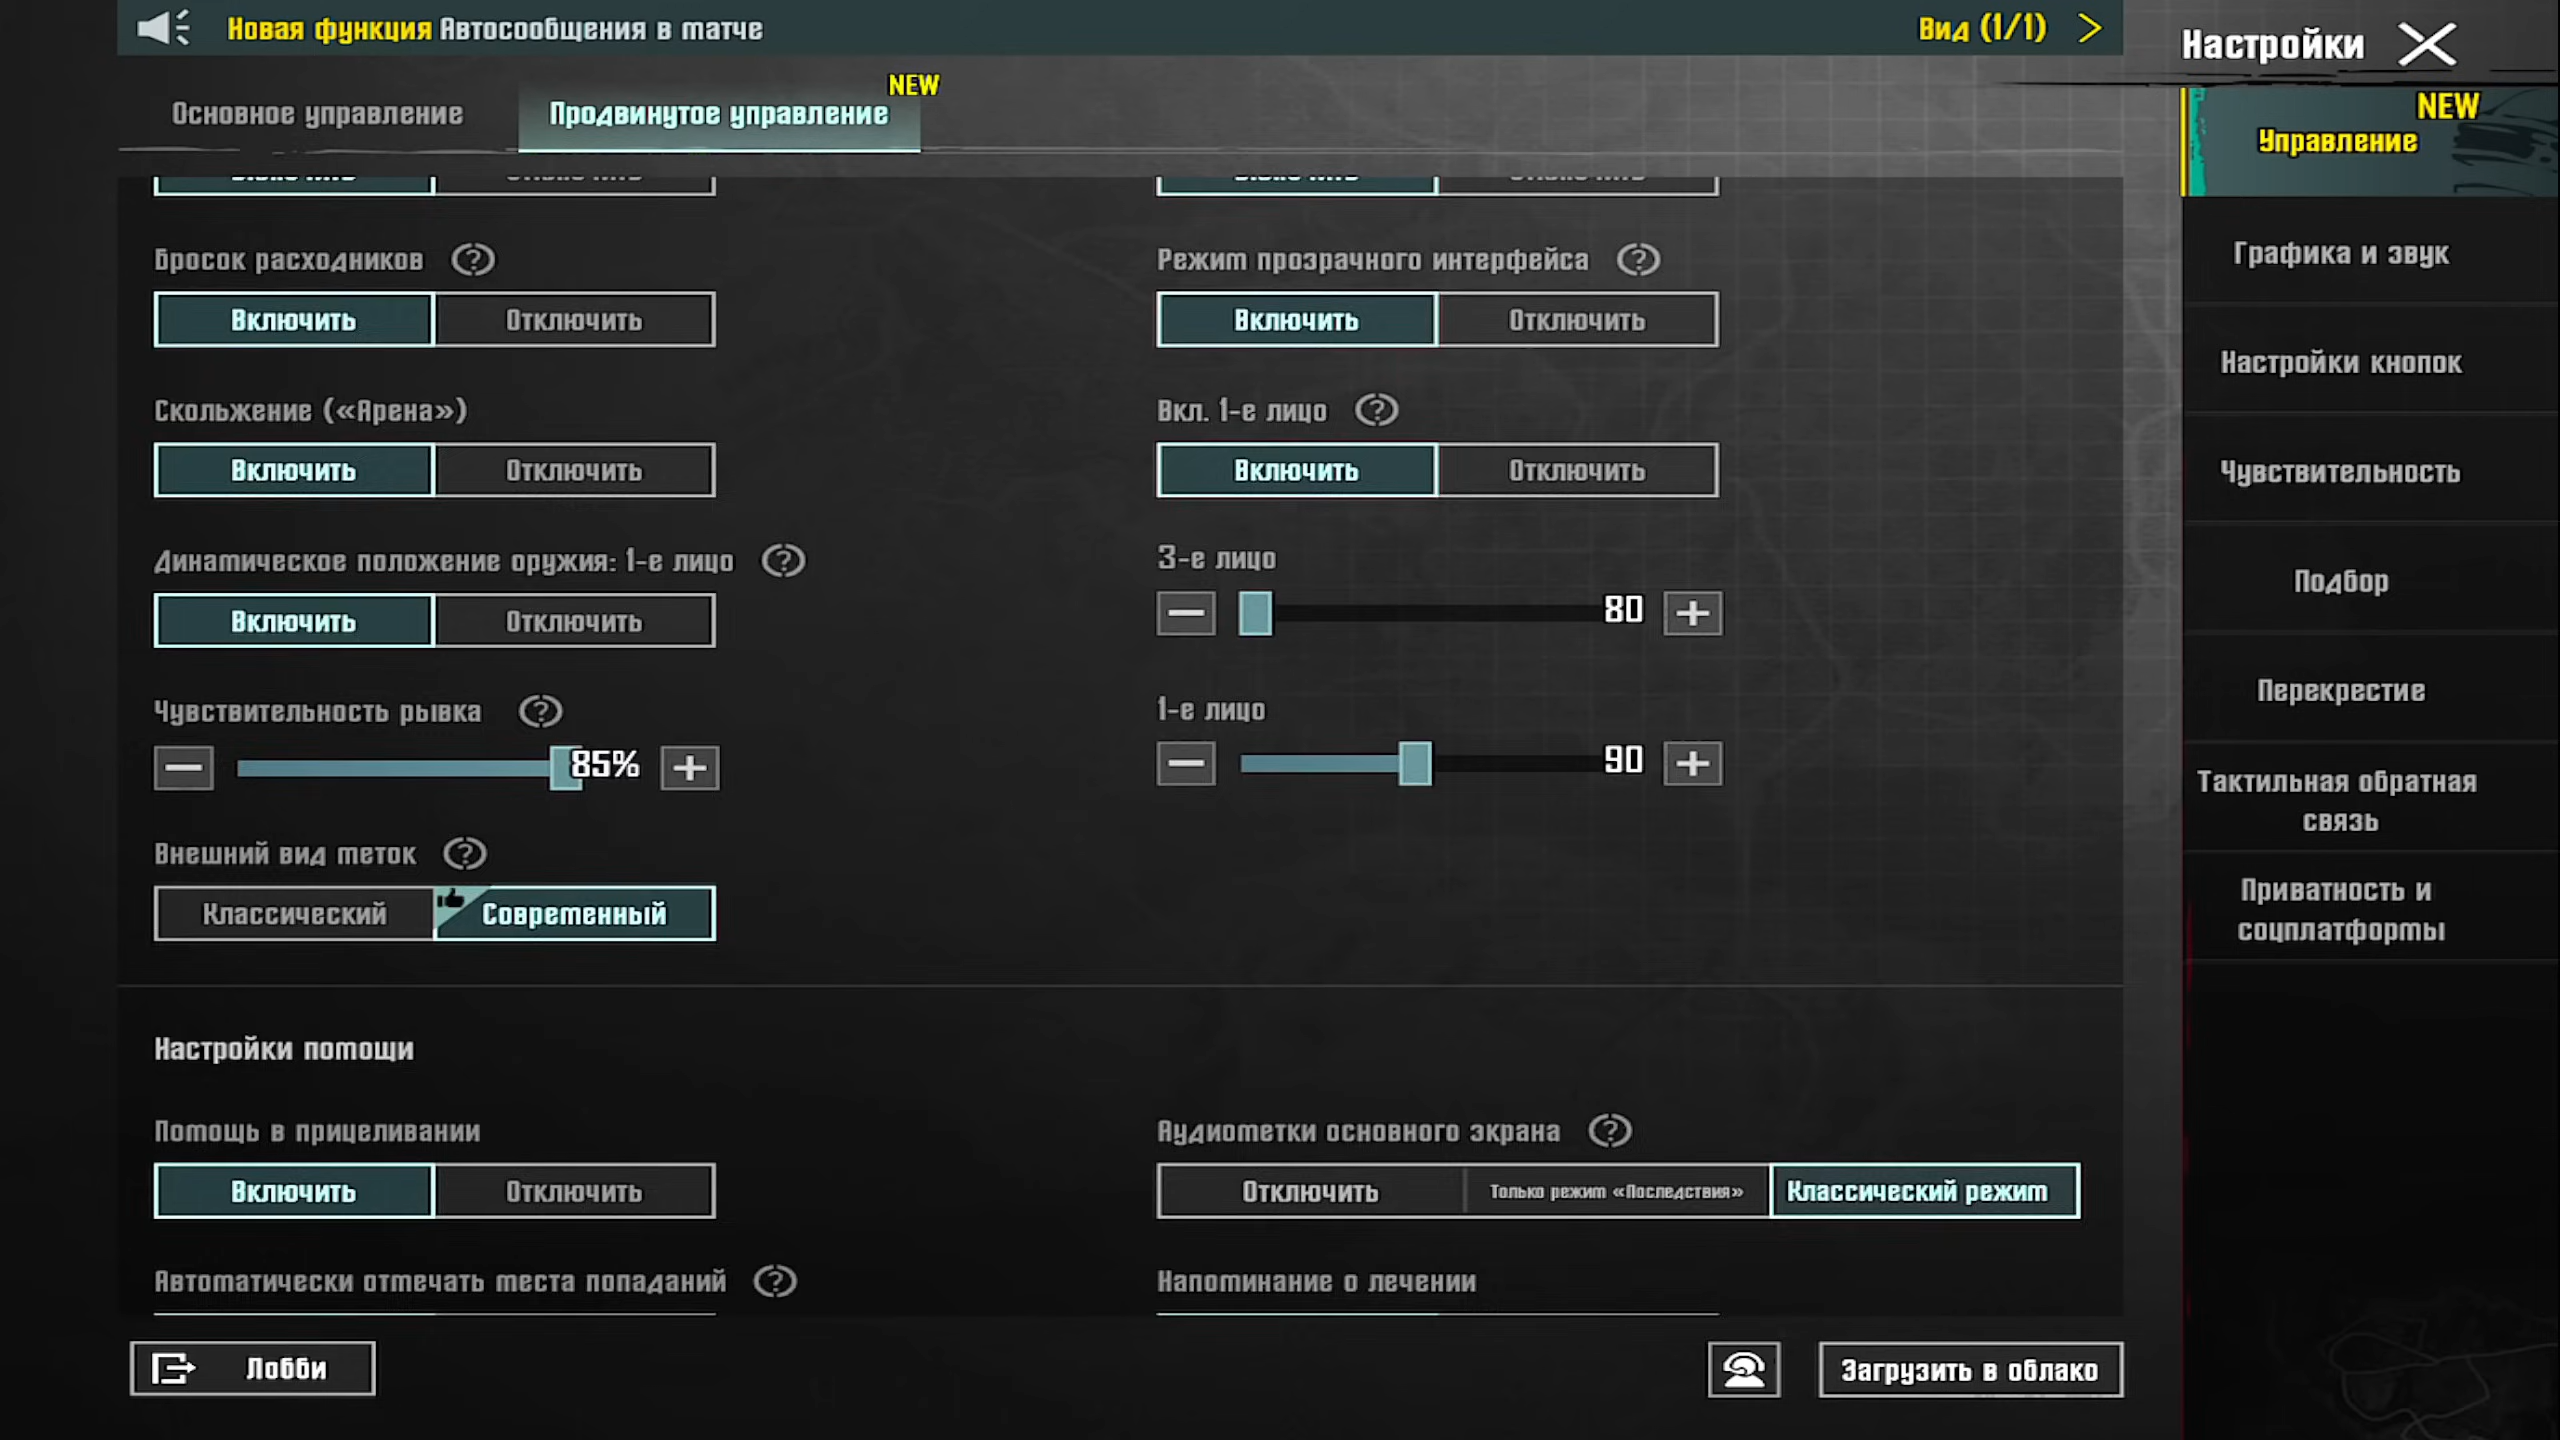 Новая функция Автосообщения в матче
Вид (1/1)
Настройки
Основное управление
Продвинутое управление
NEW
NEW
Управление
Графика и звук
Настройки кнопок
Чувствительность
Подбор
Перекрестие
Тактильная обратная
связь
Приватность и
соцплатформы
Включить Отключить
Включить Отключить
Бросок расходников
Включить Отключить
Режим прозрачного интерфейса
Включить Отключить
Скольжение («Арена»)
Включить Отключить
Вкл. 1-е лицо
Включить Отключить
Динамическое положение оружия: 1-е лицо
Включить Отключить
3-е лицо
80
Чувствительность рывка
85%
1-е лицо
90
Внешний вид меток
Классический Современный
Настройки помощи
Помощь в прицеливании
Включить Отключить
Аудиометки основного экрана
Отключить Только режим «Последствия» Классический режим
Автоматически отмечать места попаданий
Напоминание о лечении
Лобби
Загрузить в облако